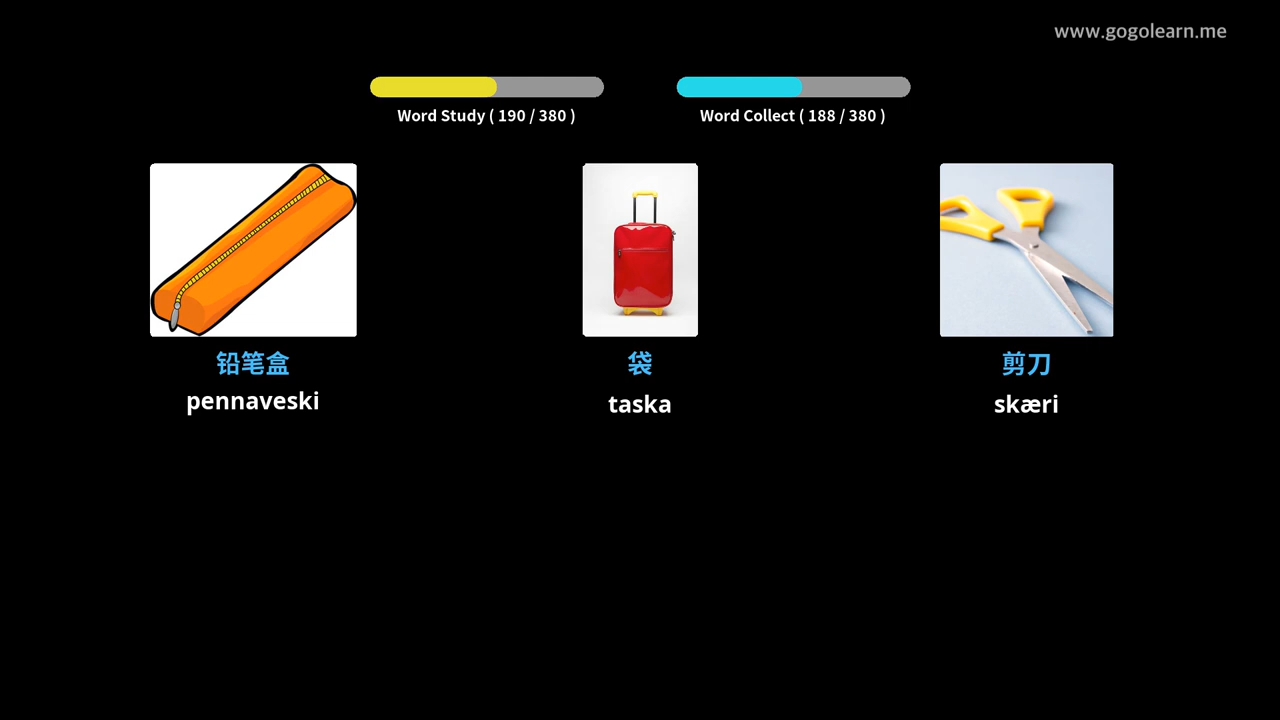 www.gogolearn.me
Word Study ( 190 / 380 )
Word Collect ( 188 / 380 )
铅笔盒
pennaveski
袋
taska
剪刀
skæri